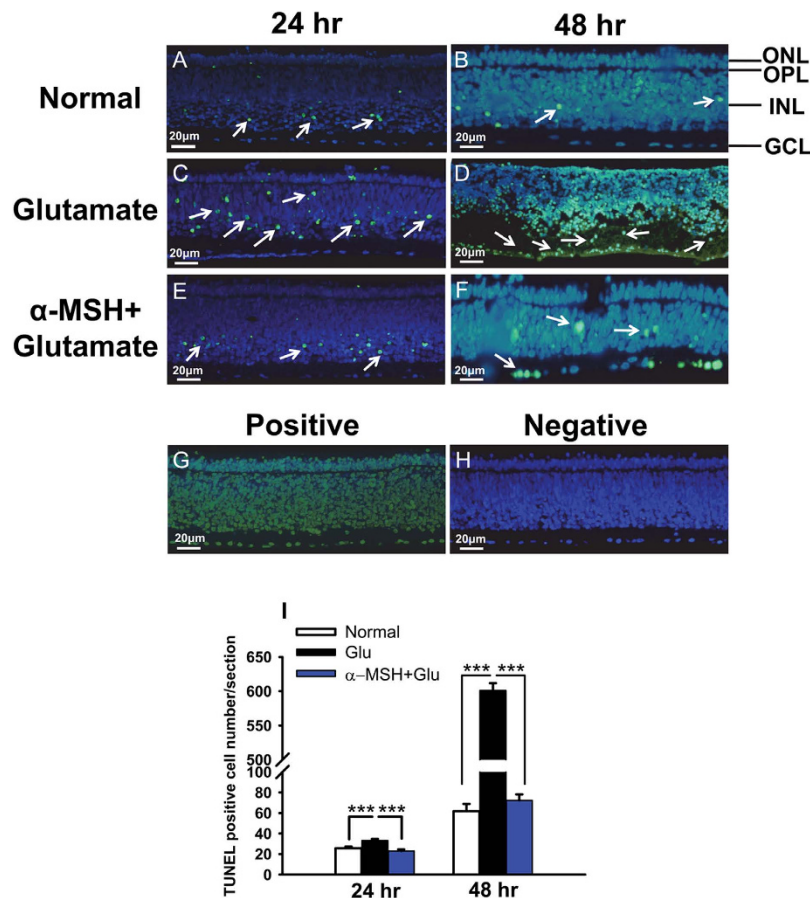 24 hr 48 hr
Normal
A
20μm
B
20μm
ONL
OPL
INL
GCL
Glutamate
C
20μm
D
20μm
α-MSH+
Glutamate
E
20μm
F
20μm
Positive Negative
G
20μm
H
20μm
I
Normal
Glu
α–MSH+Glu
TUNEL positive cell number/section
650
600
550
500
100
80
60
40
20
0
*** ***
*** ***
24 hr 48 hr